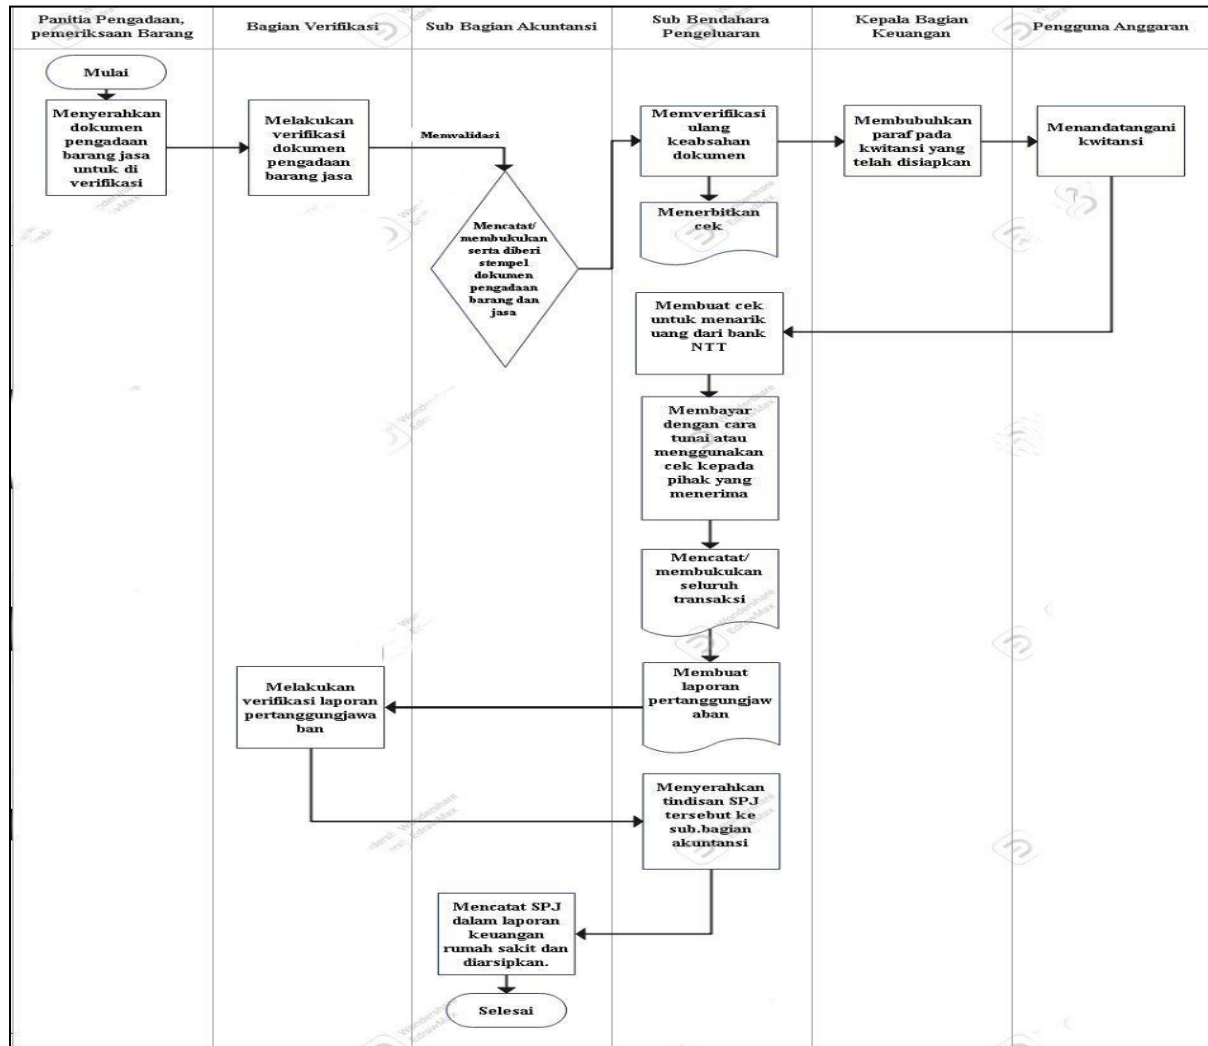 Panitia Pengadaan,
pemeriksaan Barang
Bagian Verifikasi
Sub Bagian Akuntansi
Sub Bendahara
Pengeluaran
Kepala Bagian
Keuangan
Pengguna Anggaran
Mulai
Menyerahkan
dokumen
pengadaan
barang jasa
untuk di
verifikasi
Melakukan
verifikasi
dokumen
pengadaan
barang jasa
Memvalidasi
Mencatat/
membukukan
serta diberi
stempel
dokumen
pengadaan
barang dan
jasa
Memverifikasi
ulang
keabsahan
dokumen
Membubuhkan
paraf pada
kwitansi yang
telah disiapkan
Menandatangani
kwitansi
Menerbitkan
cek
Membuat cek
untuk menarik
uang dari bank
NTT
Membayar
dengan cara
tunai atau
menggunakan
cek kepada
pihak yang
menerima
Mencatat/
membukukan
seluruh
transaksi
Membuat
laporan
pertanggungjaw
aban
Melakukan
verifikasi laporan
pertanggungjawa
ban
Menyerahkan
tindisan SPJ
tersebut ke
sub.bagian
akuntansi
Mencatat SPJ
dalam laporan
keuangan
rumah sakit dan
diarsipkan.
Selesai
Wondershare
EdrawMax